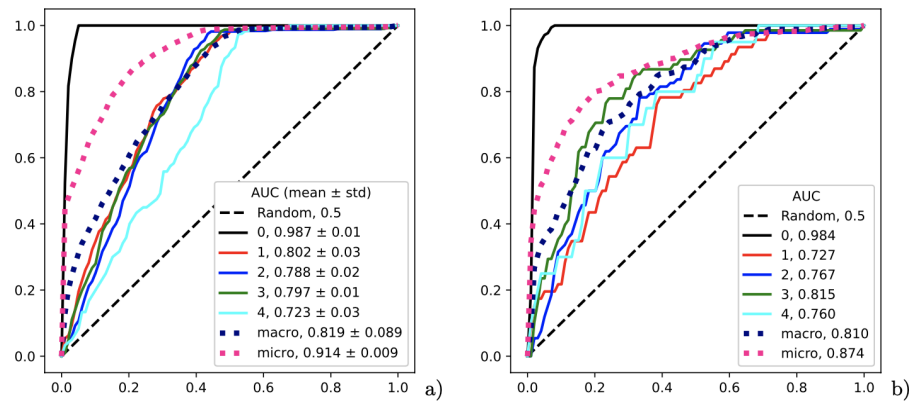 1.0
0.8
0.6
0.4
0.2
0.0
0.0 0.2 0.4 0.6 0.8 1.0
AUC (mean ± std)
Random, 0.5
0, 0.987 ± 0.01
1, 0.802 ± 0.03
2, 0.788 ± 0.02
3, 0.797 ± 0.01
4, 0.723 ± 0.03
macro, 0.819 ± 0.089
micro, 0.914 ± 0.009
a)
1.0
0.8
0.6
0.4
0.2
0.0
0.0 0.2 0.4 0.6 0.8 1.0
AUC
Random, 0.5
0, 0.984
1, 0.727
2, 0.767
3, 0.815
4, 0.760
macro, 0.810
micro, 0.874
b)